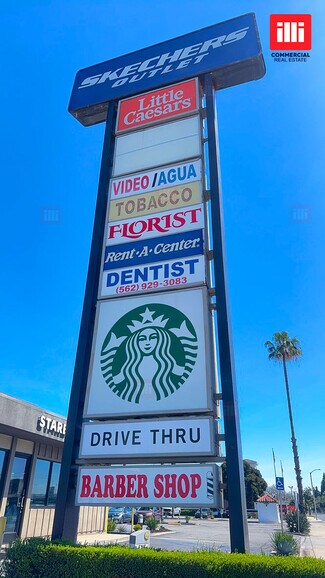 illi
COMMERCIAL
REAL ESTATE
SKECHERS
OUTLET
Little
Caesars
VIDEO/AGUA
TOBACCO
FLORIST
Rent-A-Center
DENTIST
(562) 929-3083
DRIVE THRU
BARBER SHOP